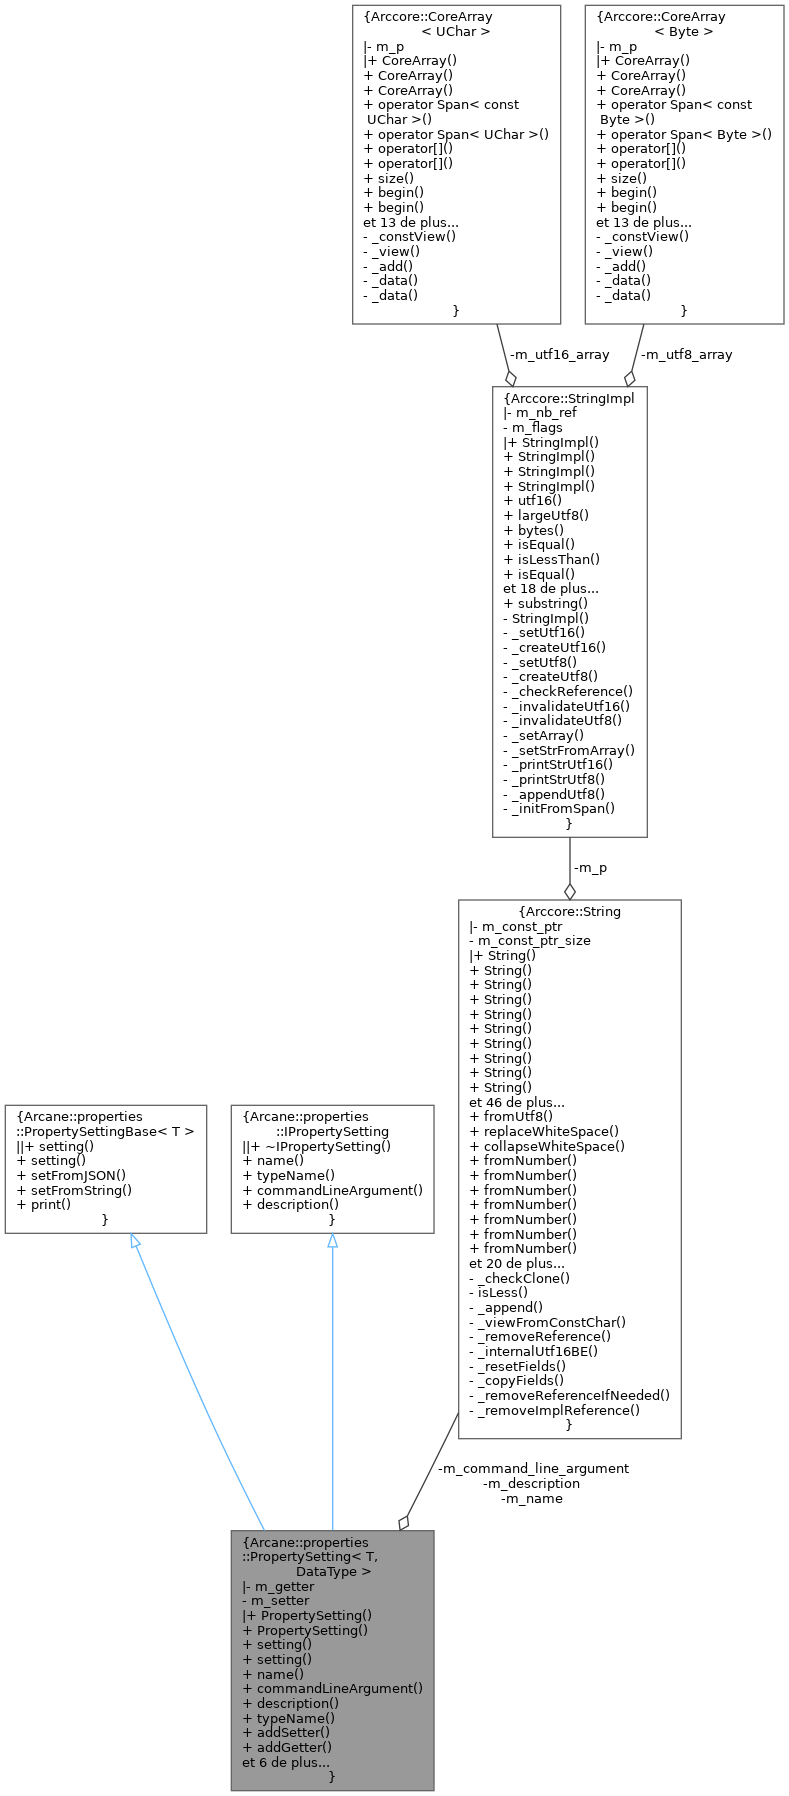 {Arccore::CoreArray
< UChar >
|- m_p
|+ CoreArray()
+ CoreArray()
+ CoreArray()
+ operator Span< const
UChar >()
+ operator Span< UChar >()
+ operator[]()
+ operator[]()
+ size()
+ begin()
+ begin()
et 13 de plus...
- _constView()
- _view()
- _add()
- _data()
- _data()
}
{Arccore::CoreArray
< Byte >
|- m_p
|+ CoreArray()
+ CoreArray()
+ CoreArray()
+ operator Span< const
Byte >()
+ operator Span< Byte >()
+ operator[]()
+ operator[]()
+ size()
+ begin()
+ begin()
et 13 de plus...
- _constView()
- _view()
- _add()
- _data()
- _data()
}
-m_utf16_array
-m_utf8_array
{Arccore::StringImpl
|- m_nb_ref
- m_flags
|+ StringImpl()
+ StringImpl()
+ StringImpl()
+ StringImpl()
+ utf16()
+ largeUtf8()
+ bytes()
+ isEqual()
+ isLessThan()
+ isEqual()
et 18 de plus...
+ substring()
- StringImpl()
- _setUtf16()
- _createUtf16()
- _setUtf8()
- _createUtf8()
- _checkReference()
- _invalidateUtf16()
- _invalidateUtf8()
- _setArray()
- _setStrFromArray()
- _printStrUtf16()
- _printStrUtf8()
- _appendUtf8()
- _initFromSpan()
}
-m_p
{Arccore::String
|- m_const_ptr
- m_const_ptr_size
|+ String()
+ String()
+ String()
+ String()
+ String()
+ String()
+ String()
+ String()
+ String()
+ String()
et 46 de plus...
+ fromUtf8()
+ replaceWhiteSpace()
+ collapseWhiteSpace()
+ fromNumber()
+ fromNumber()
+ fromNumber()
+ fromNumber()
+ fromNumber()
+ fromNumber()
+ fromNumber()
et 20 de plus...
- _checkClone()
- isLess()
- _append()
- _viewFromConstChar()
- _removeReference()
- _internalUtf16BE()
- _resetFields()
- _copyFields()
- _removeReferenceIfNeeded()
- _removeImplReference()
}
{Arcane::properties
::PropertySettingBase< T >
||+ setting()
+ setting()
+ setFromJSON()
+ setFromString()
+ print()
}
{Arcane::properties
::IPropertySetting
||+ ~IPropertySetting()
+ name()
+ typeName()
+ commandLineArgument()
+ description()
}
-m_command_line_argument
-m_description
-m_name
{Arcane::properties
::PropertySetting< T,
DataType >
|- m_getter
- m_setter
|+ PropertySetting()
+ PropertySetting()
+ setting()
+ setting()
+ name()
+ commandLineArgument()
+ description()
+ typeName()
+ addSetter()
+ addGetter()
et 6 de plus...
}